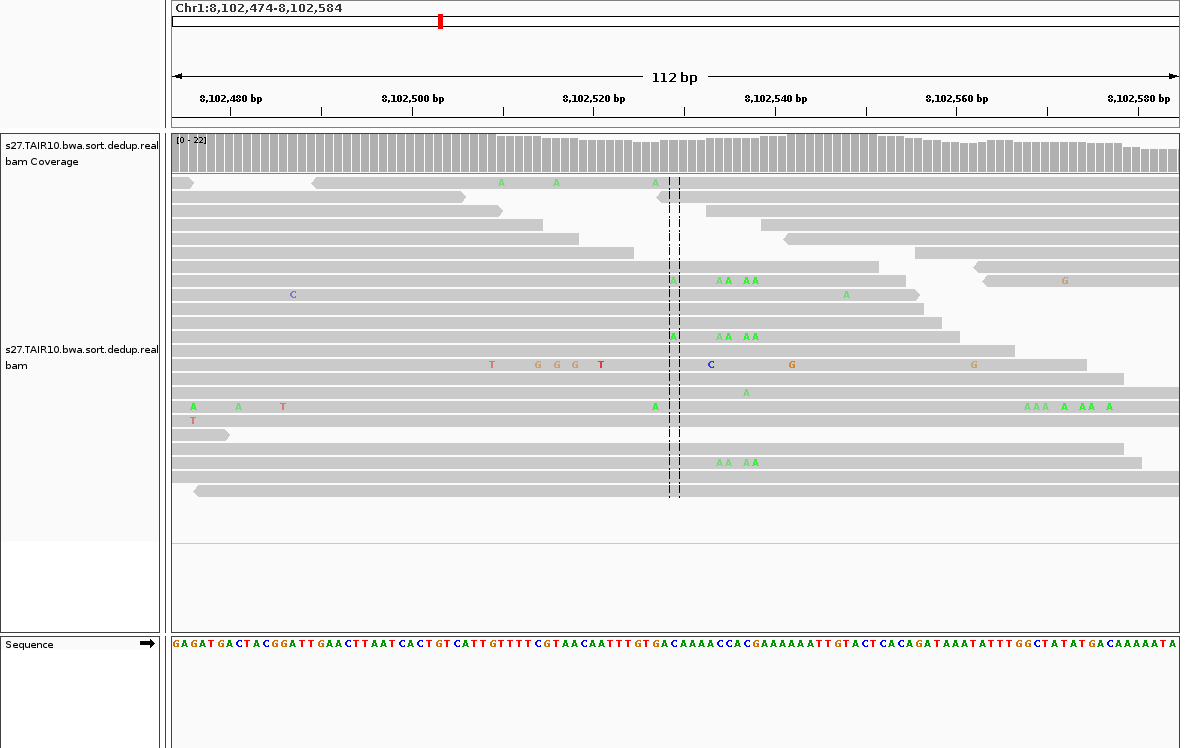 Chr1:8,102,474-8,102,584
112 bp
8,102,480 bp 8,102,500 bp 8,102,520 bp 8,102,540 bp 8,102,560 bp 8,102,580 bp
s27.TAIR10.bwa.sort.dedup.real
bam Coverage
[0 - 22]
A A A
A A A A A G
C A
s27.TAIR10.bwa.sort.dedup.real
bam
A A A A A
T G G G T C G G
A
A A T A A A A A A A A
T
A A A A
Sequence
GAGATGACTACGGATTGAACTTAATCACTGTCATTGTTTTCGTAACAATTTGTGACAAAACCACGAAAAAATTGTACTCACAGATAAATATTTGGCTATATGACAAAAATA